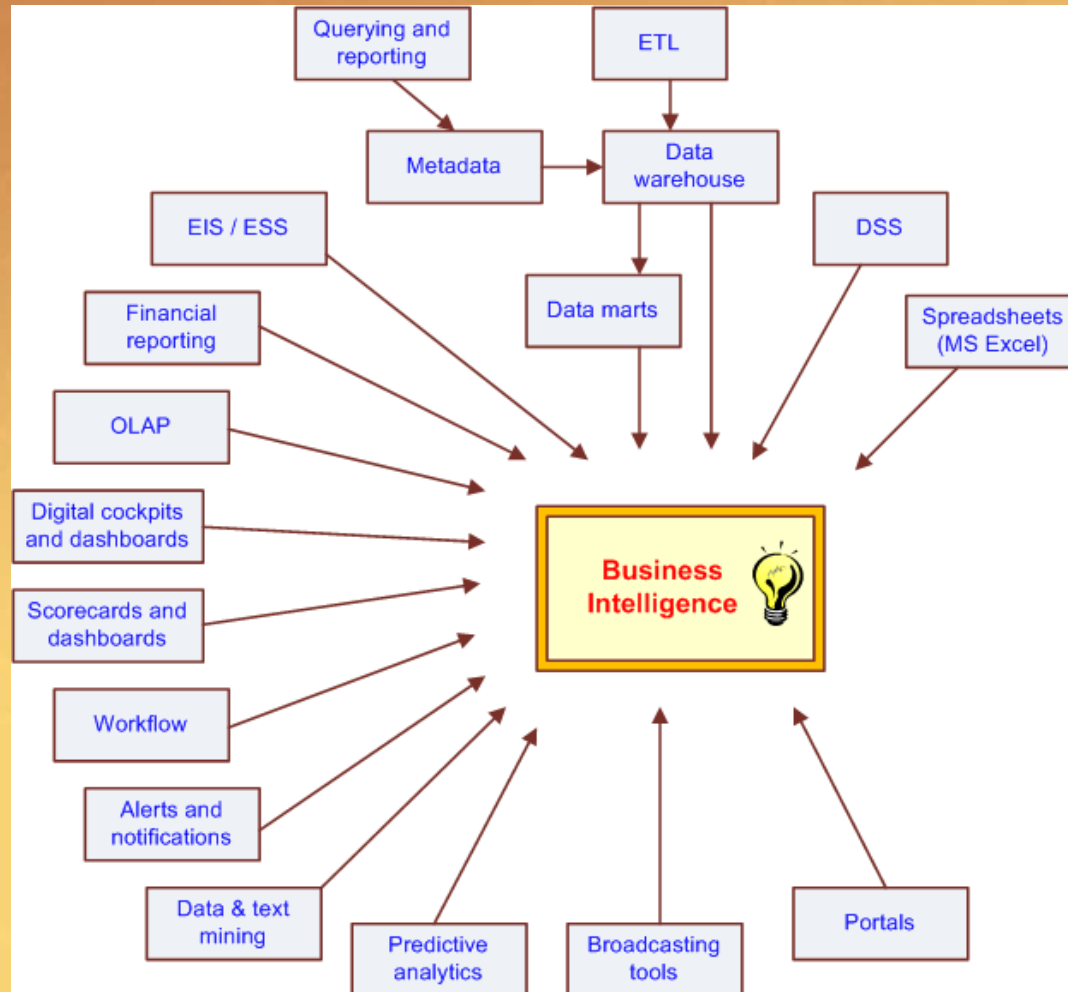 Querying and
reporting
ETL
Metadata
Data
warehouse
EIS / ESS
DSS
Data marts
Financial
reporting
Spreadsheets
(MS Excel)
OLAP
Digital cockpits
and dashboards
Business
Intelligence
Scorecards and
dashboards
Workflow
Alerts and
notifications
Data & text
mining
Predictive
analytics
Broadcasting
tools
Portals